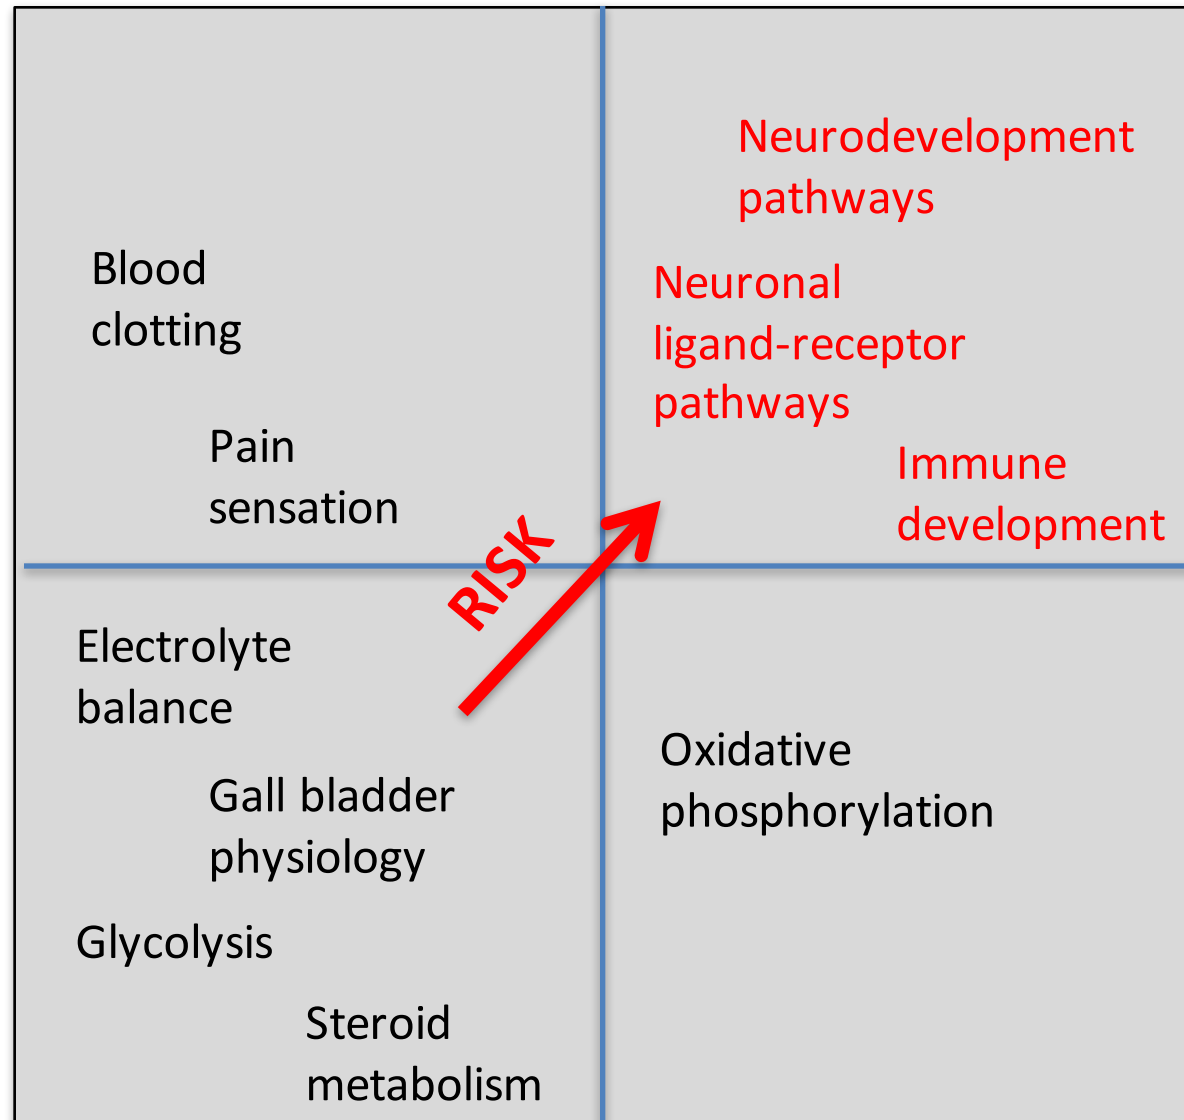 Neurodevelopment
pathways
Blood
clotting
Neuronal
ligand-receptor
pathways
Pain
sensation
Immune
development
RISK
Electrolyte
balance
Oxidative
phosphorylation
Gall bladder
physiology
Glycolysis
Steroid
metabolism